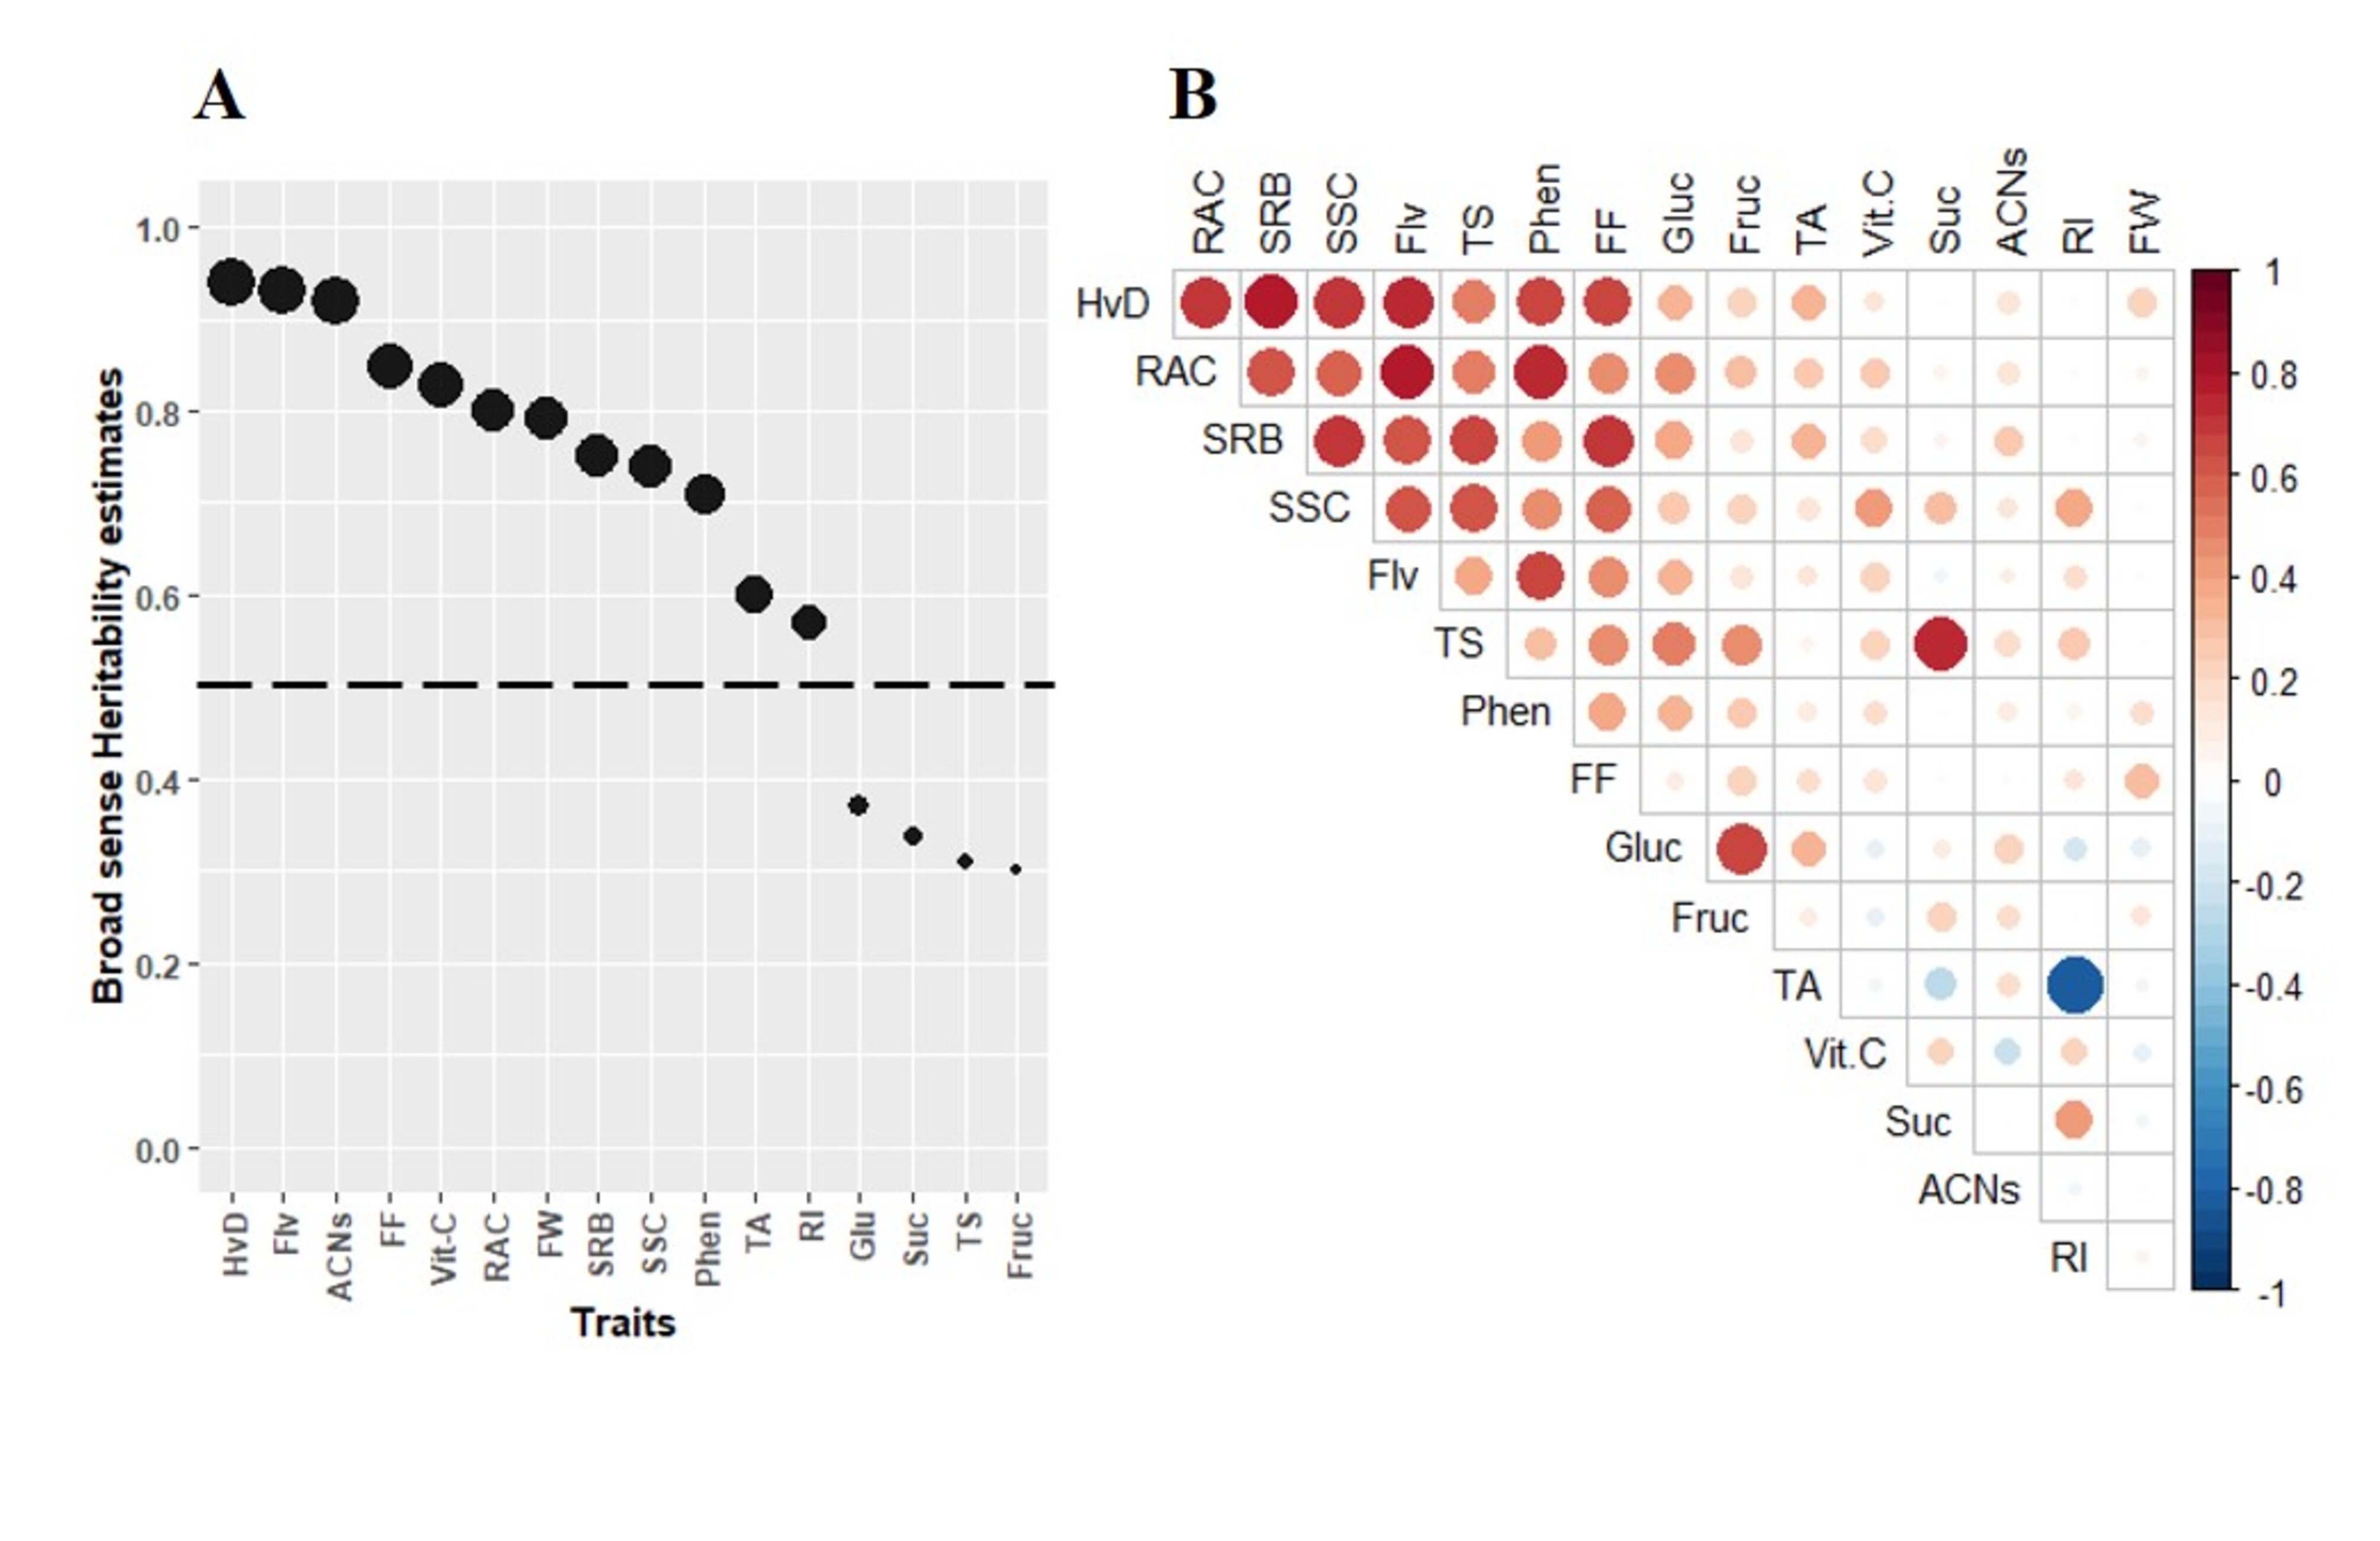 A
Broad sense Heritability estimates
1.0
0.8
0.6
0.4
0.2
0.0
HvD
Flv
ACNs
FF
Vit-C
RAC
FW
SRB
SSC
Phen
TA
RI
Glu
Suc
TS
Fruc
Traits
B
RAC
SRB
SSC
Flv
TS
Phen
FF
Gluc
Fruc
TA
Vit.C
Suc
ACNs
RI
FW
HvD
RAC
SRB
SSC
Flv
TS
Phen
FF
Gluc
Fruc
TA
Vit.C
Suc
ACNs
RI
1
0.8
0.6
0.4
0.2
0
-0.2
-0.4
-0.6
-0.8
-1